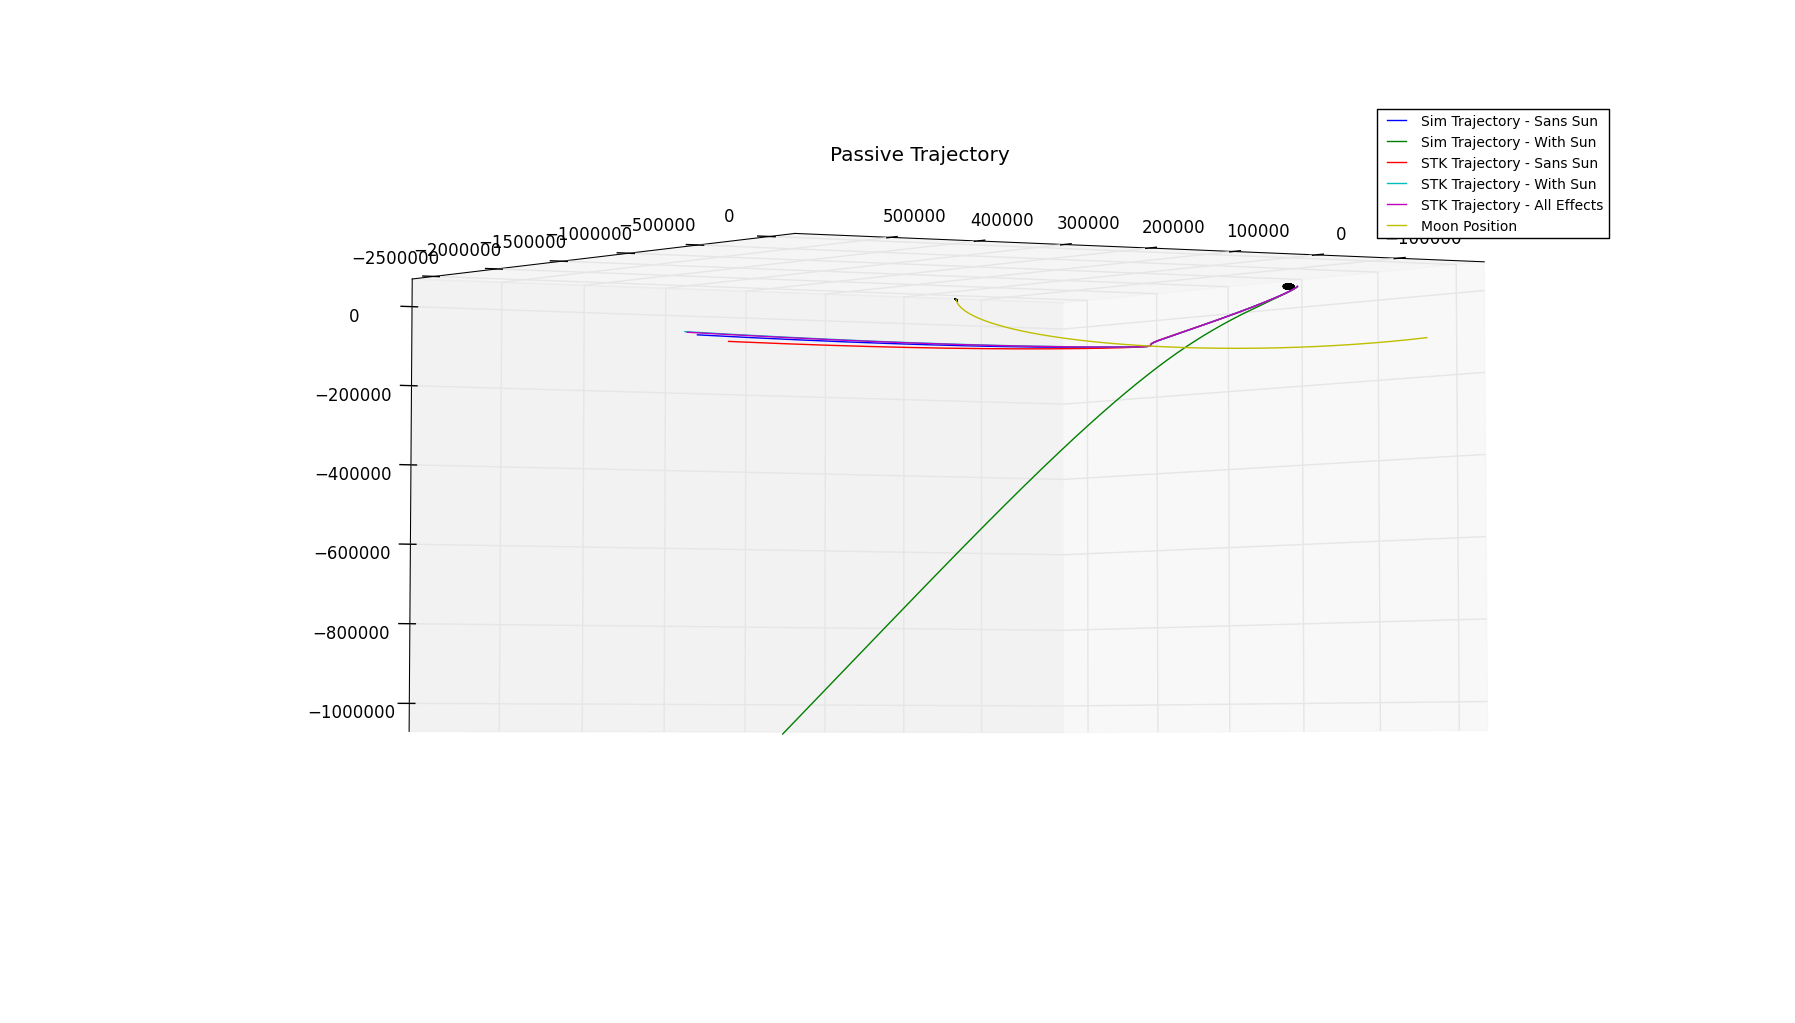 Passive Trajectory
Sim Trajectory - Sans Sun
Sim Trajectory - With Sun
STK Trajectory - Sans Sun
STK Trajectory - With Sun
STK Trajectory - All Effects
Moon Position
−2500000 −2000000 −1500000 −1000000 −500000 0
500000 400000 300000 200000 100000 0 −100000
0
−200000
−400000
−600000
−800000
−1000000